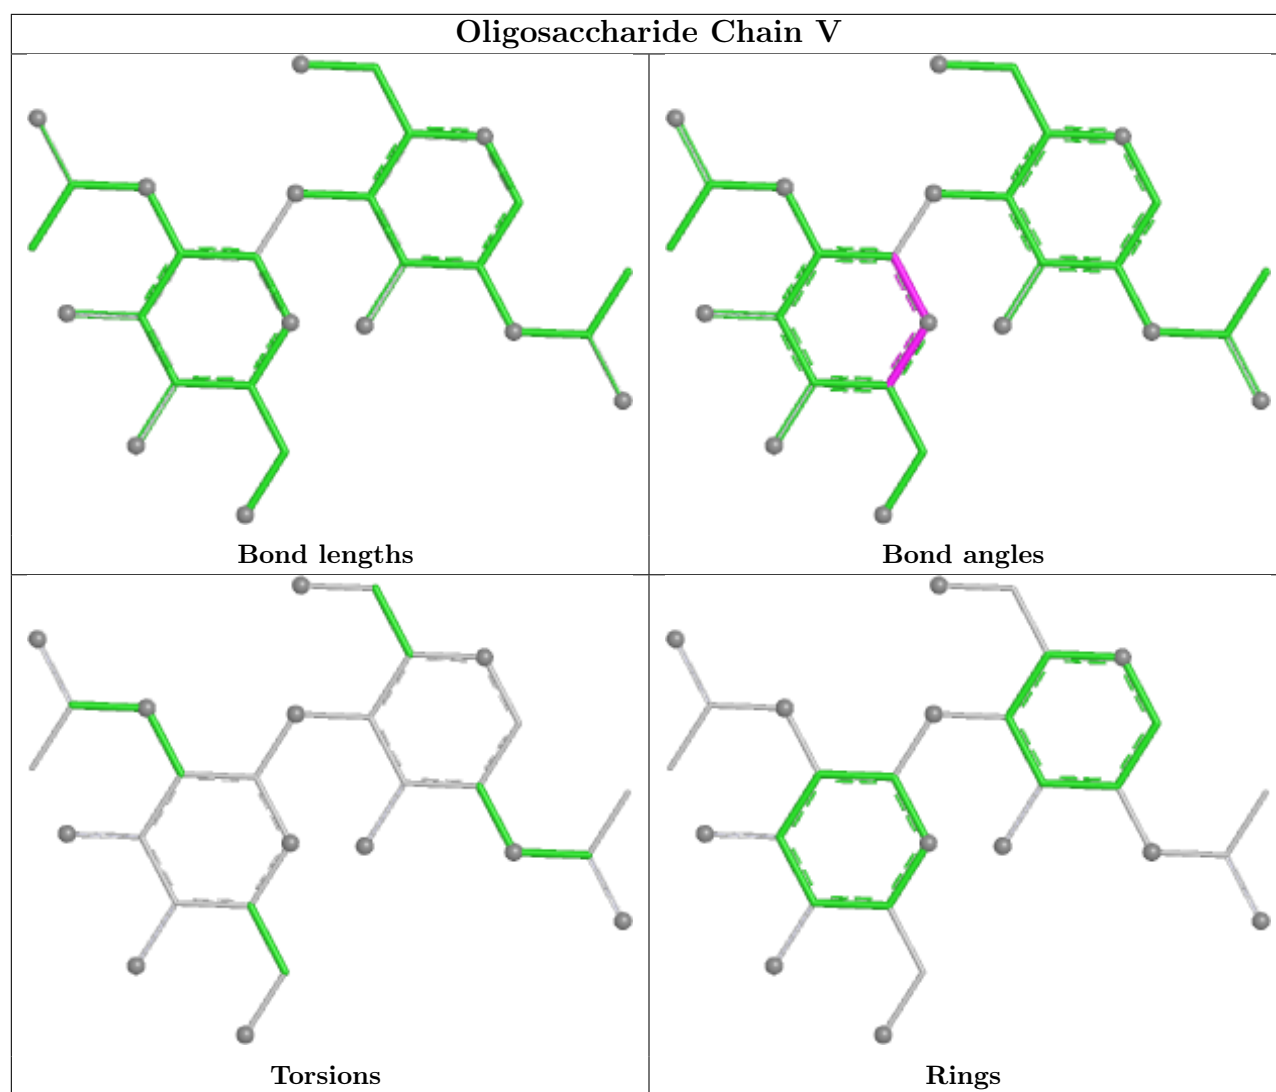 Oligosaccharide Chain V
Bond lengths
Bond angles
Torsions
Rings